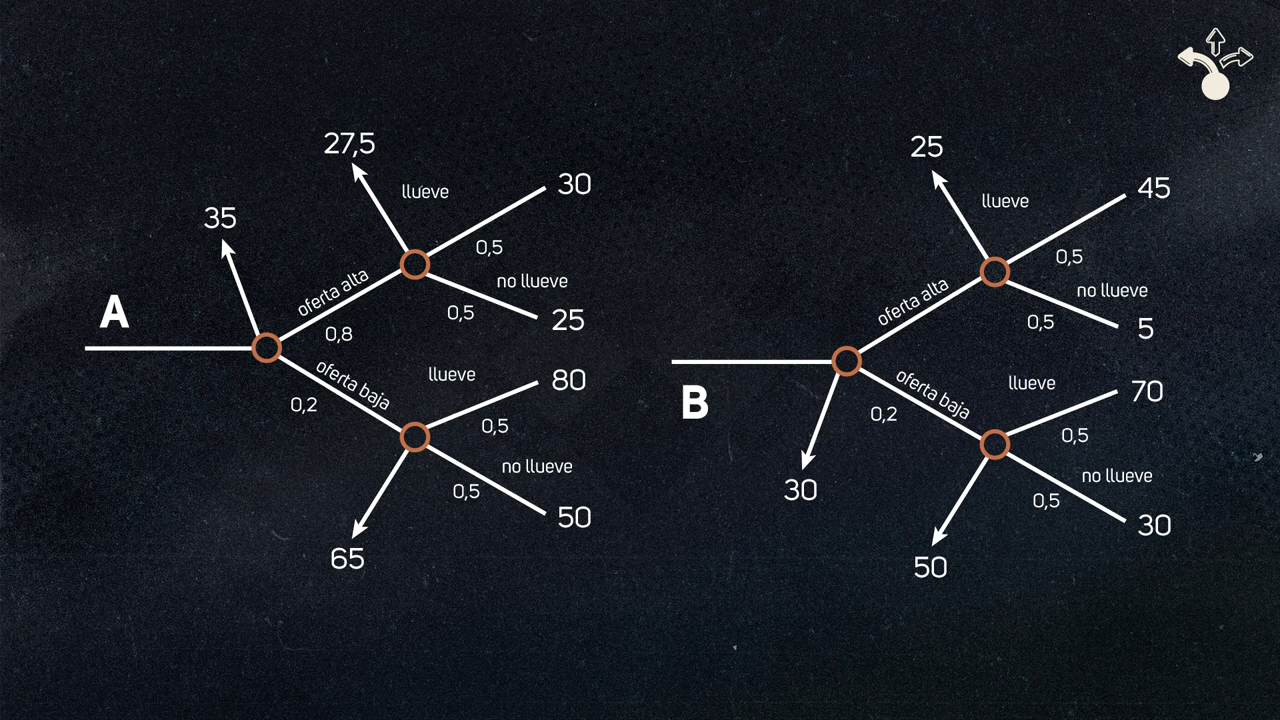 27,5
llueve
30
35
0,5
oferta alta
no llueve
A
0,8
0,5
25
oferta baja
llueve
80
0,2
0,5
no llueve
0,5
50
65
25
llueve
45
0,5
oferta alta
no llueve
0,5
5
B
oferta baja
llueve
70
0,2
0,5
no llueve
30
0,5
30
50